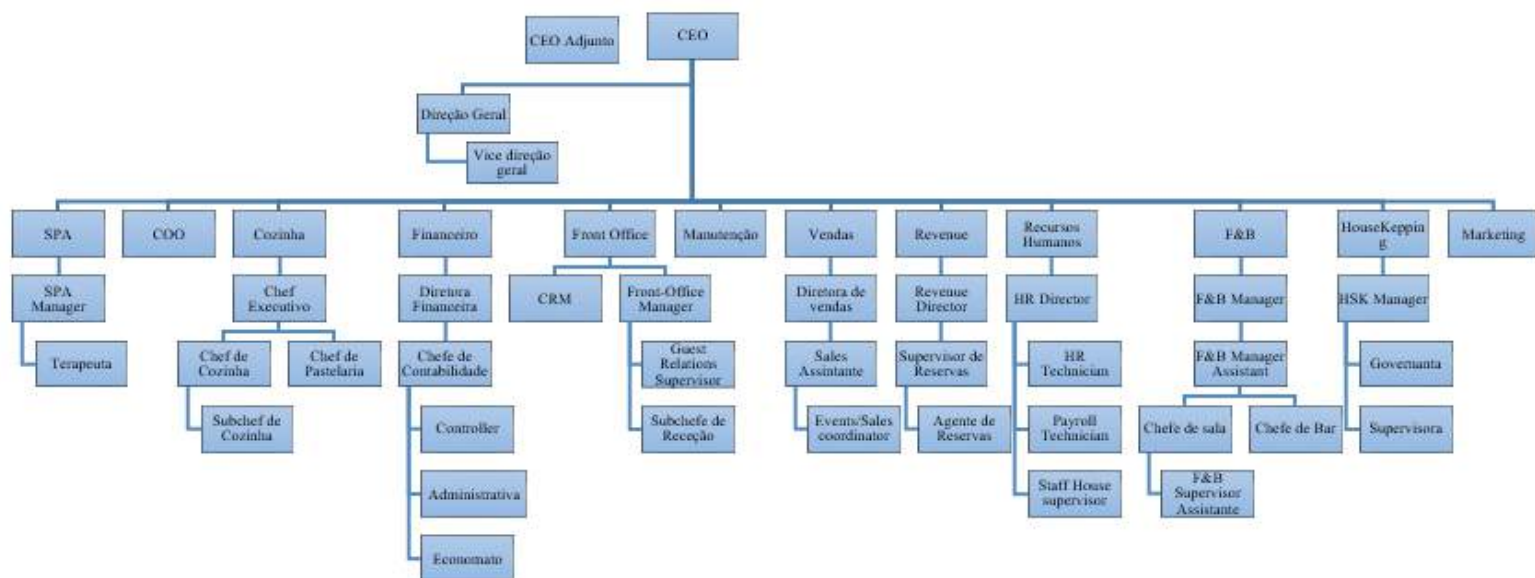 CEO Adjunto
CEO
Direção Geral
Vice direção
geral
SPA
COO
Cozinha
Financeiro
Front Office
Manutenção
Vendas
Revenue
Recursos
Humanos
F&B
HouseKeppin
g
Marketing
SPA
Manager
Chef
Executivo
Diretora
Financeira
CRM
Front-Office
Manager
Diretora de
vendas
Revenue
Director
HR Director
F&B Manager
HSK Manager
Terapeuta
Chef de
Cozinha
Chef de
Pastelaria
Chefe de
Contabilidade
Guest
Relations
Supervisor
Sales
Assintante
Supervisor de
Reservas
HR
Technician
F&B Manager
Assistant
Governanta
Subchef de
Cozinha
Controller
Subchefe de
Receção
Events/Sales
coordinator
Agente de
Reservas
Payroll
Technician
Chefe de sala
Chefe de Bar
Supervisora
Administrativa
Staff House
supervisor
F&B
Supervisor
Assistante
Economato